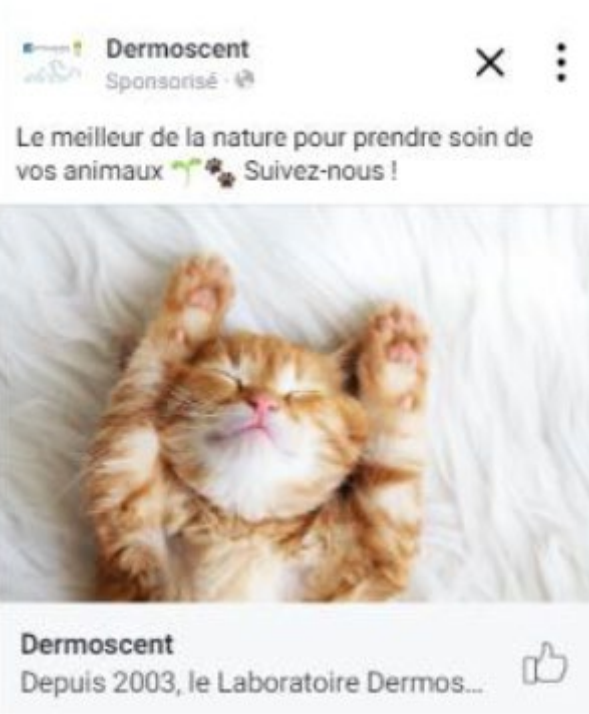 Dermoscent
Sponsorisé ·
Le meilleur de la nature pour prendre soin de
vos animaux 🌱🐾 Suivez-nous !
Dermoscent
Depuis 2003, le Laboratoire Dermos...